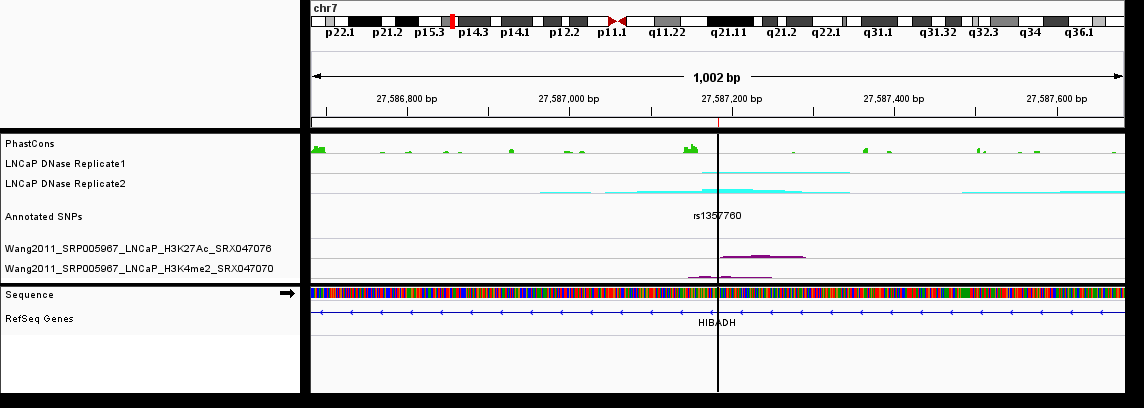 chr7
p22.1 p21.2 p15.3 p14.3 p14.1 p12.2 p11.1 q11.22 q21.11 q21.2 q22.1 q31.1 q31.32 q32.3 q34 q36.1
1,002 bp
27,586,800 bp 27,587,000 bp 27,587,200 bp 27,587,400 bp 27,587,600 bp
PhastCons
LNCaP DNase Replicate1
LNCaP DNase Replicate2
Annotated SNPs
rs1357760
Wang2011_SRP005967_LNCaP_H3K27Ac_SRX047076
Wang2011_SRP005967_LNCaP_H3K4me2_SRX047070
Sequence
RefSeq Genes
HIBADH